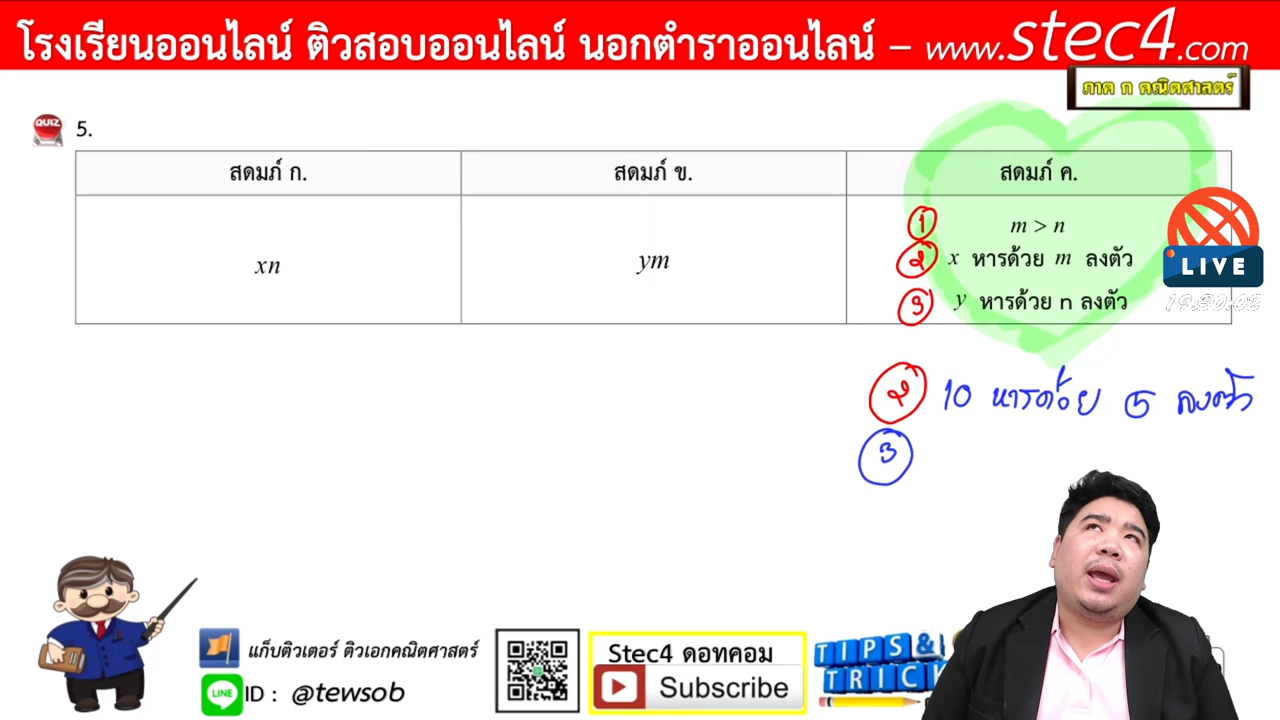 โรงเรียนออนไลน์ ติวสอบออนไลน์ นอกตำราออนไลน์ – www.stec4.com
ภาค ก คณิตศาสตร์
QUIZ 5.
สดมภ์ ก. สดมภ์ ข. สดมภ์ ค.
xn ym
1 m > n
2 x หารด้วย m ลงตัว
3 y หารด้วย n ลงตัว
LIVE
2 10 หารด้วย 5 ลงตัว
3
แก็บติวเตอร์ ติวเอกคณิตศาสตร์
LINE ID : @tewsob
Stec4 ดอทคอม
Subscribe
TIPS &
TRICK